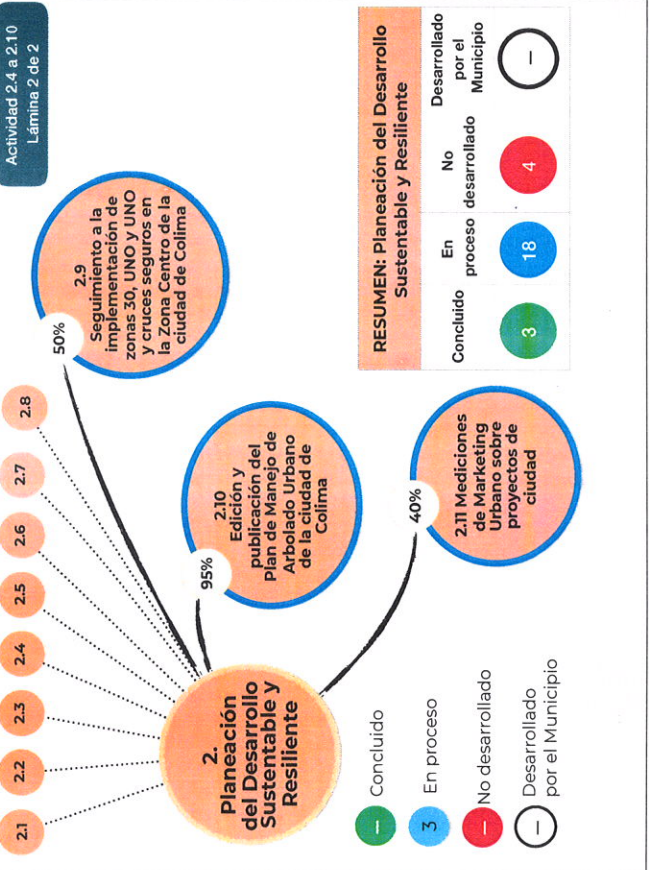 Actividad 2.4 a 2.10
Lámina 2 de 2
2.1
2.2
2.3
2.4
2.5
2.6
2.7
2.8
2.
Planeación
del Desarrollo
Sustentable y
Resiliente
50%
2.9
Seguimiento a la
implementación de
zonas 30, UNO y UNO
y cruces seguros en
la Zona Centro de la
ciudad de Colima
95%
2.10
Edición y
publicación del
Plan de Manejo de
Arbolado Urbano
de la ciudad de
Colima
40%
2.11 Mediciones
de Marketing
Urbano sobre
proyectos de
ciudad
– Concluido
3 En proceso
– No desarrollado
– Desarrollado
por el Municipio
RESUMEN: Planeación del Desarrollo
Sustentable y Resiliente
Concluido
En
proceso
No
desarrollado
Desarrollado
por el
Municipio
3
18
4
–